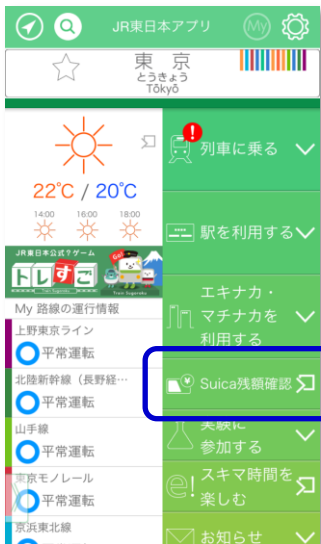 JR東日本アプリ
My
東 京
とうきょう
Tōkyō
22℃ / 20℃
14:00 16:00 18:00
JR東日本公式?ゲーム
トレすご
Go!
Train Sugoroku
My 路線の運行情報
上野東京ライン
平常運転
北陸新幹線（長野経…
平常運転
山手線
平常運転
東京モノレール
平常運転
京浜東北線
列車に乗る
駅を利用する
エキナカ・
マチナカを
利用する
Suica残額確認
実験に
参加する
スキマ時間を
楽しむ
お知らせ